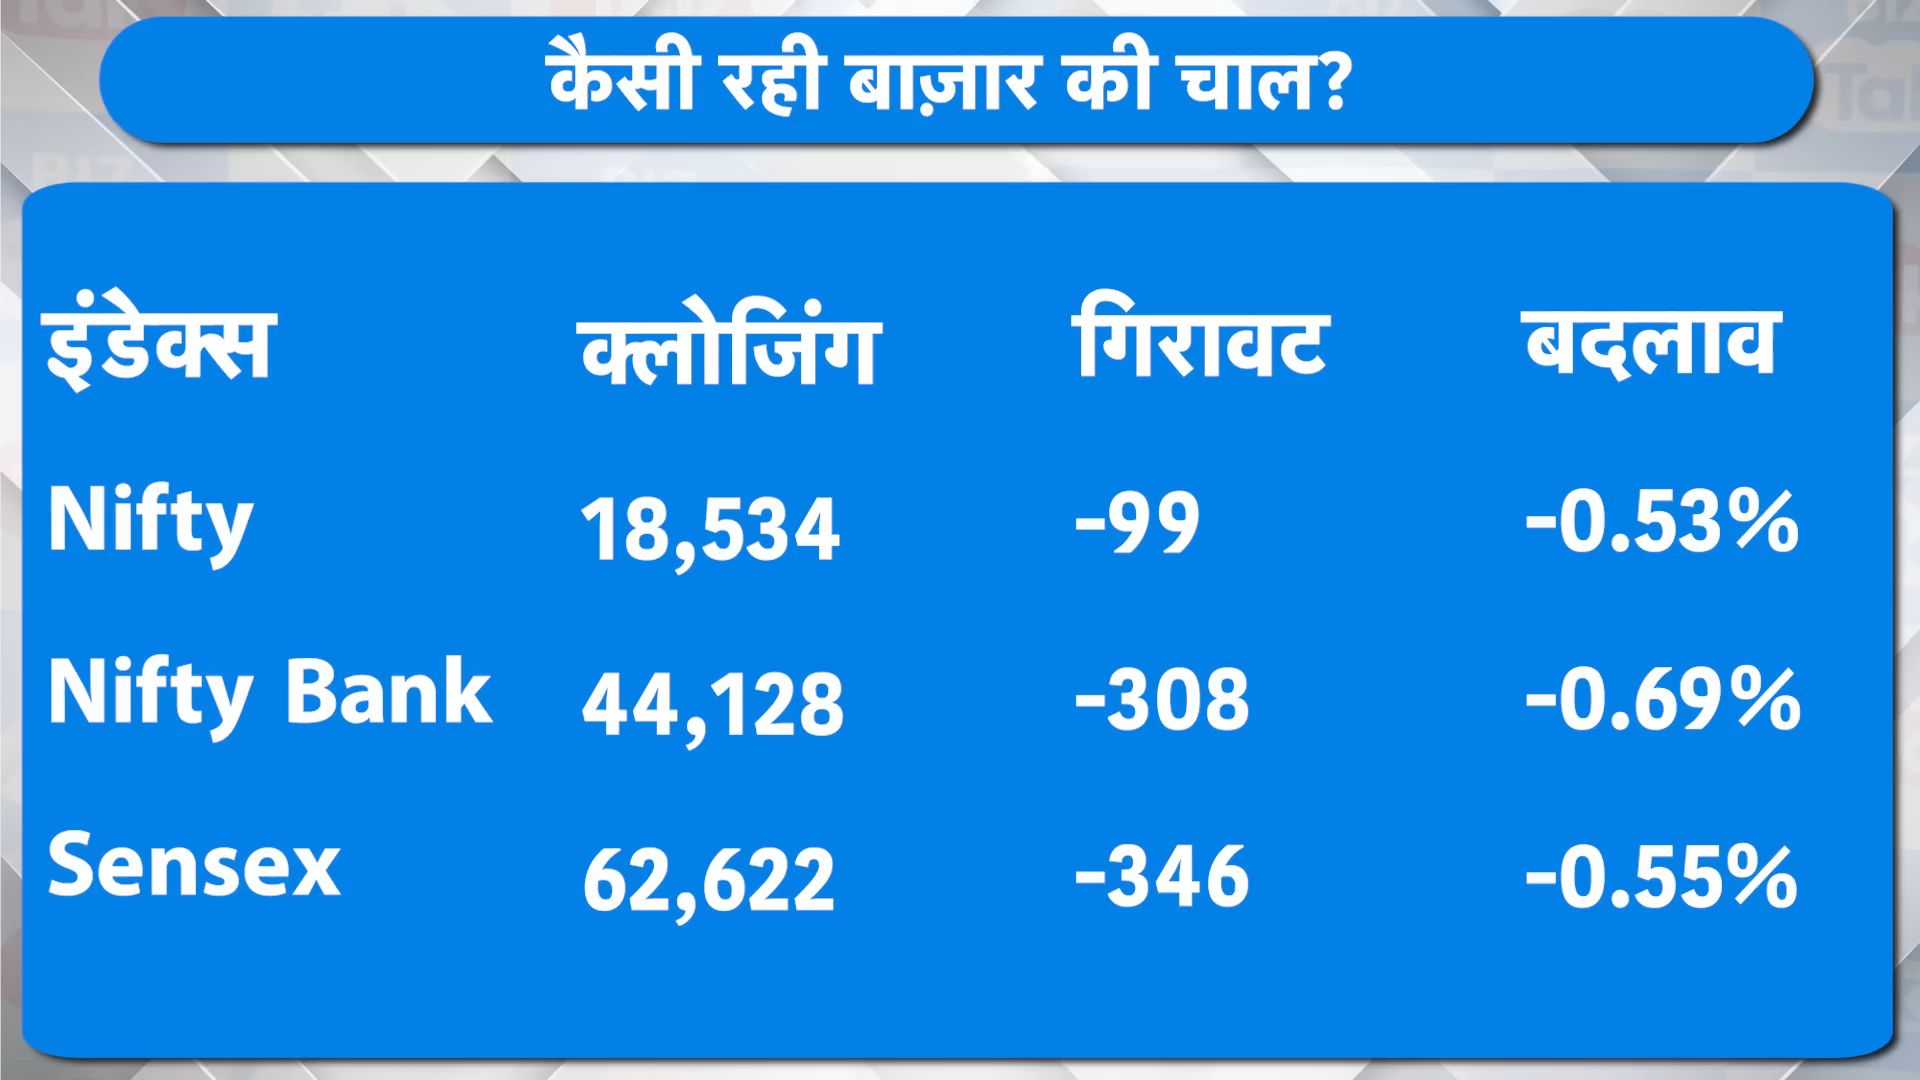 कैसी रही बाज़ार की चाल?
इंडेक्स क्लोजिंग गिरावट बदलाव
Nifty 18,534 -99 -0.53%
Nifty Bank 44,128 -308 -0.69%
Sensex 62,622 -346 -0.55%